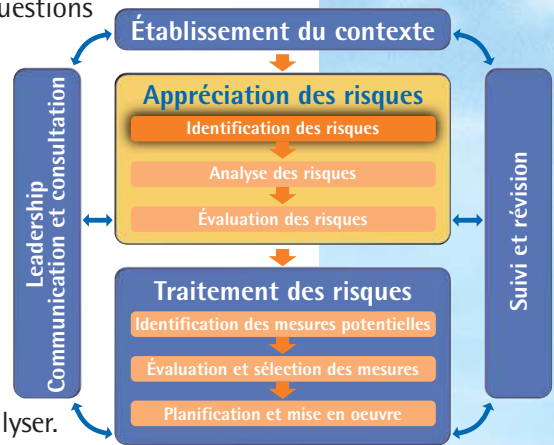 uestions
Établissement du contexte
Appréciation des risques
Identification des risques
Analyse des risques
Évaluation des risques
Leadership
Communication et consultation
Suivi et révision
Traitement des risques
Identification des mesures potentielles
Évaluation et sélection des mesures
Planification et mise en oeuvre
lyser.